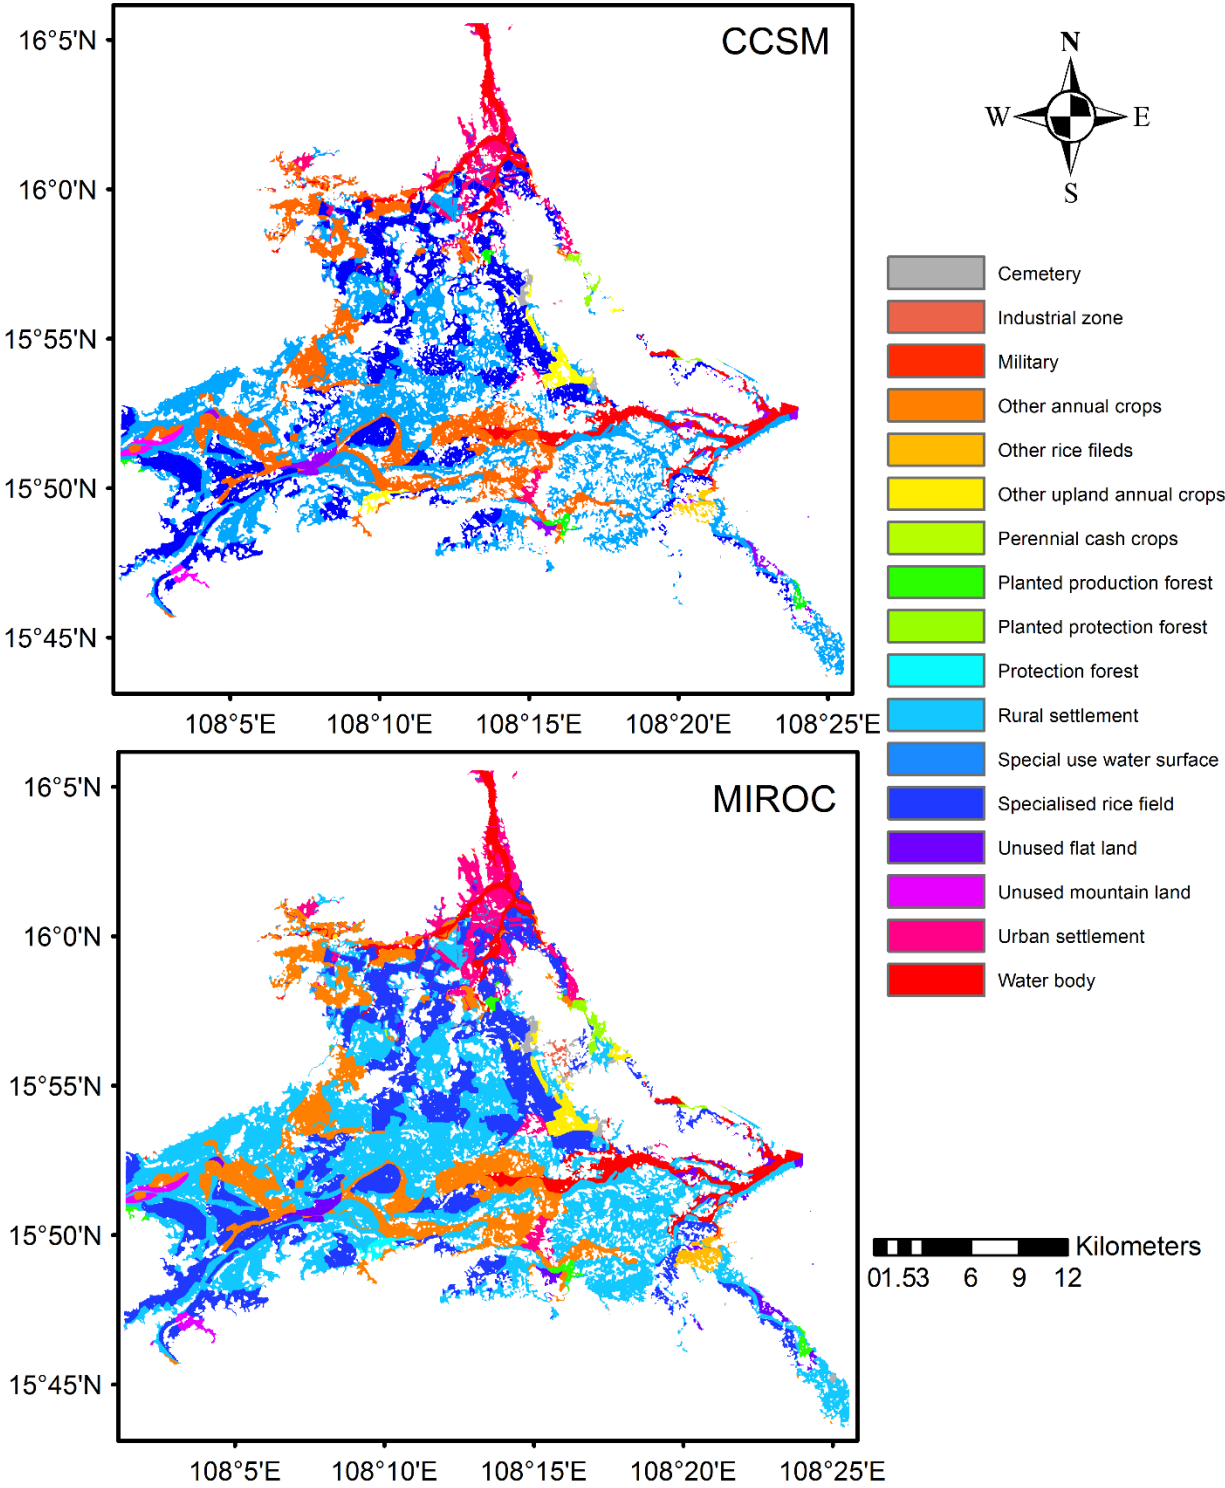 CCSM
16°5'N
16°0'N
15°55'N
15°50'N
15°45'N
108°5'E 108°10'E 108°15'E 108°20'E 108°25'E
N
W E
S
Cemetery
Industrial zone
Military
Other annual crops
Other rice fileds
Other upland annual crops
Perennial cash crops
Planted production forest
Planted protection forest
Protection forest
Rural settlement
Special use water surface
Specialised rice field
Unused flat land
Unused mountain land
Urban settlement
Water body
MIROC
16°5'N
16°0'N
15°55'N
15°50'N
15°45'N
108°5'E 108°10'E 108°15'E 108°20'E 108°25'E
Kilometers
01.53 6 9 12